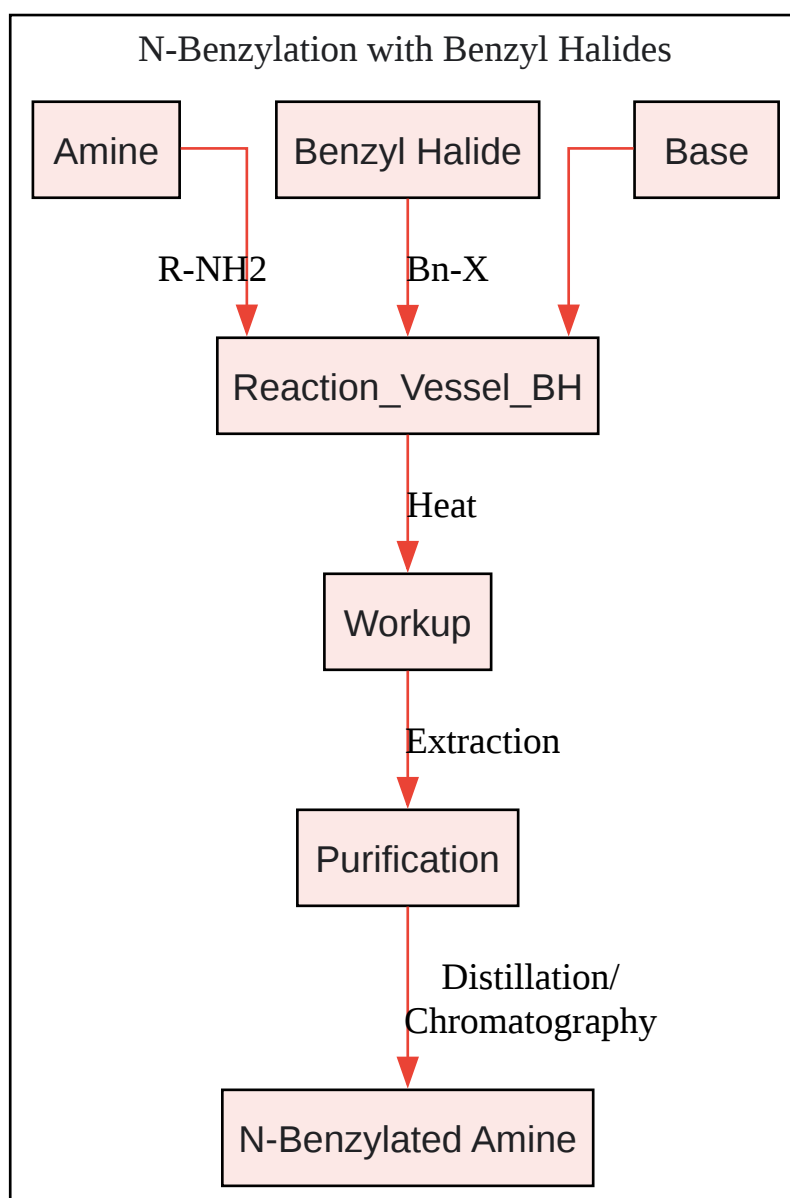 N-Benzylation with Benzyl Halides
Amine
Benzyl Halide
Base
R-NH2
Bn-X
Reaction_Vessel_BH
Heat
Workup
Extraction
Purification
Distillation/
Chromatography
N-Benzylated Amine